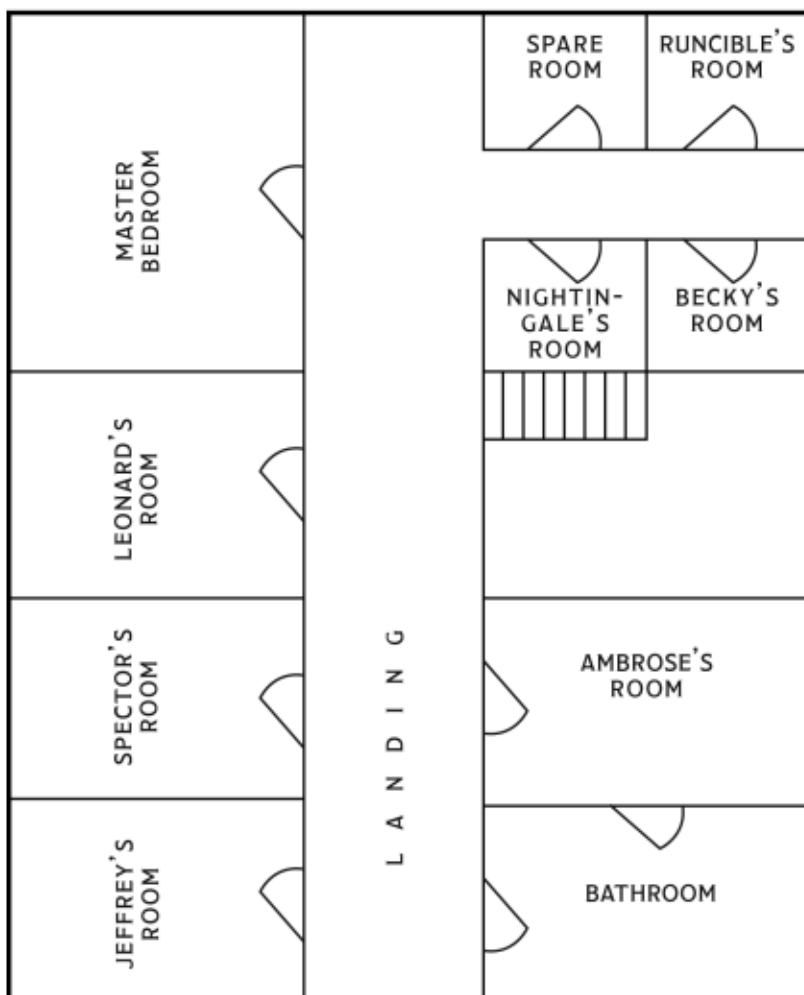 SPARE
ROOM
RUNCIBLE'S
ROOM
MASTER
BEDROOM
NIGHTIN-
GALE'S
ROOM
BECKY'S
ROOM
LEONARD'S
ROOM
SPECTOR'S
ROOM
LANDING
AMBROSE'S
ROOM
JEFFREY'S
ROOM
BATHROOM